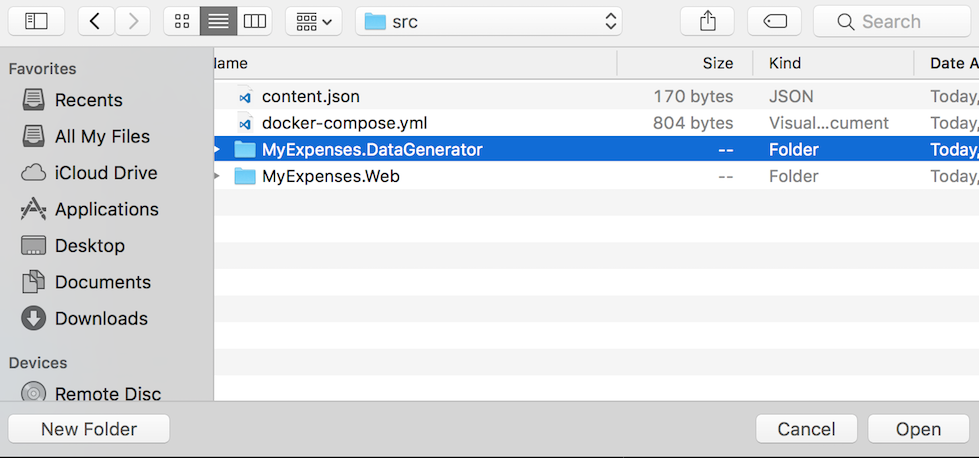 src
Search
Favorites
Recents
All My Files
iCloud Drive
Applications
Desktop
Documents
Downloads
Devices
Remote Disc
lame Size Kind Date A
content.json 170 bytes JSON Today,
docker-compose.yml 804 bytes Visual...cument Today,
MyExpenses.DataGenerator -- Folder Today,
MyExpenses.Web -- Folder Today,
New Folder
Cancel
Open